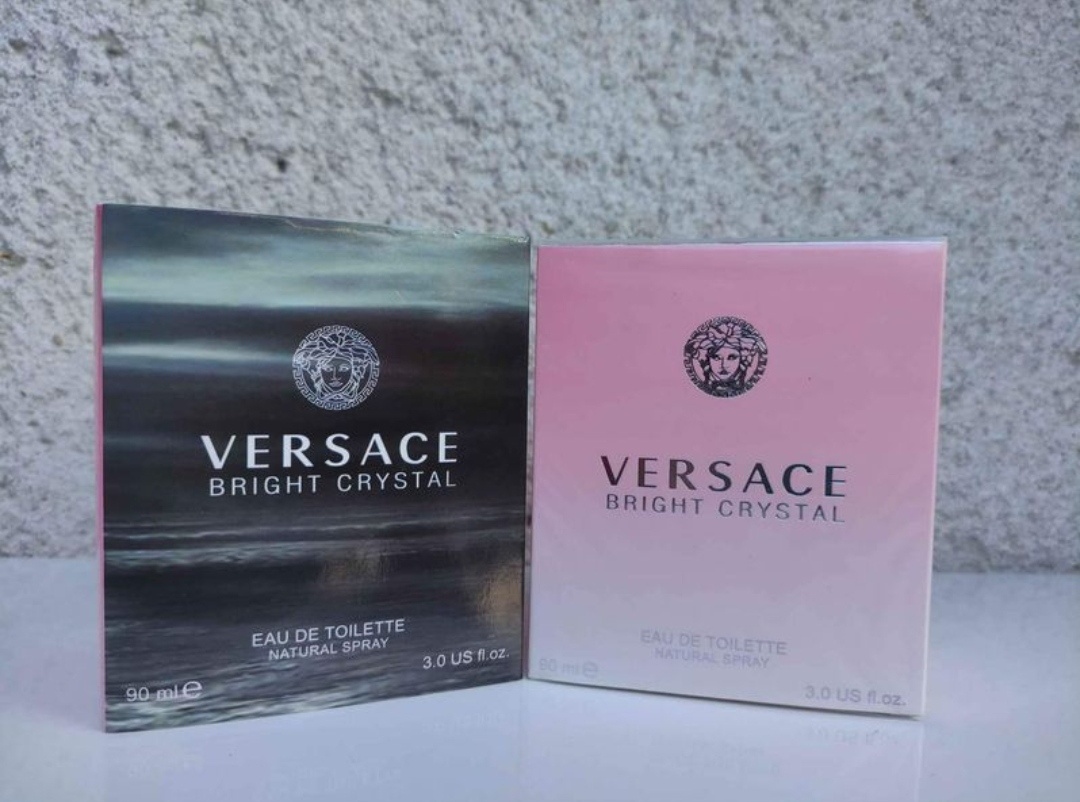 VERSACE
BRIGHT CRYSTAL
EAU DE TOILETTE
NATURAL SPRAY
90 ml e
3.0 US fl.oz.
VERSACE
BRIGHT CRYSTAL
EAU DE TOILETTE
NATURAL SPRAY
90 ml e
3.0 US fl.oz.